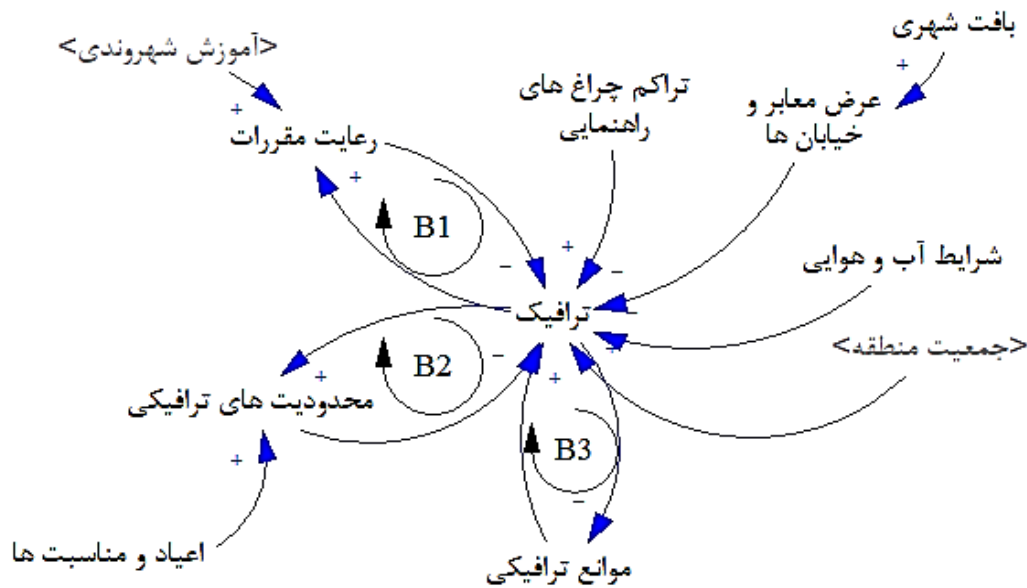 بافت شهری
+
<آموزش شهروندی>
+
تراکم چراغ های
راهنمایی
عرض معابر و
خیابان ها
رعایت مقررات
+
B1
شرایط آب و هوایی
+
–
–
ترافیک
–
<جمعیت منطقه>
–
+
B2
+
+
محدودیت های ترافیکی
+
B3
–
اعیاد و مناسبت ها
موانع ترافیکی